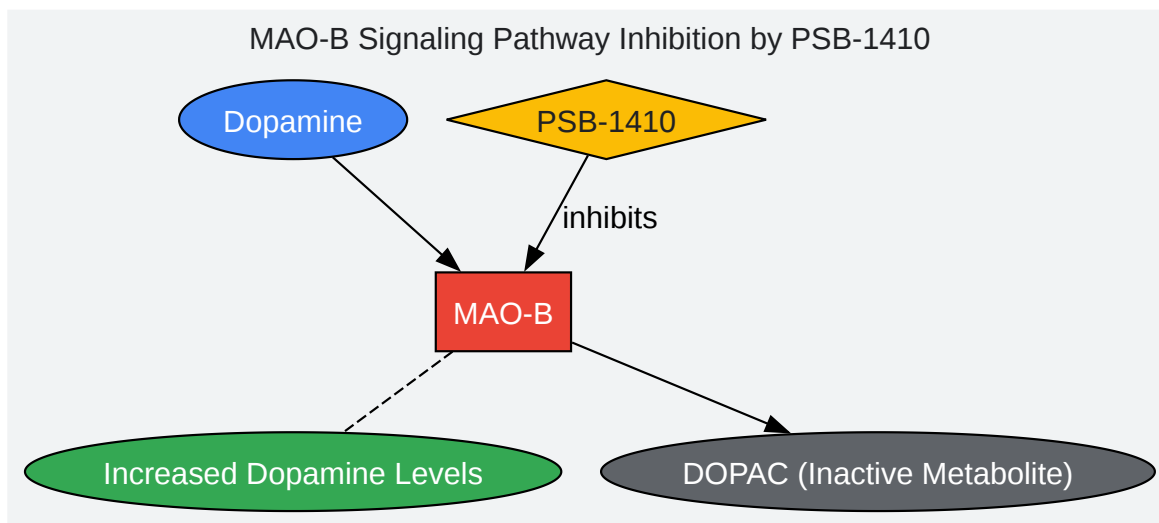 MAO-B Signaling Pathway Inhibition by PSB-1410
Dopamine
PSB-1410
inhibits
MAO-B
Increased Dopamine Levels
DOPAC (Inactive Metabolite)